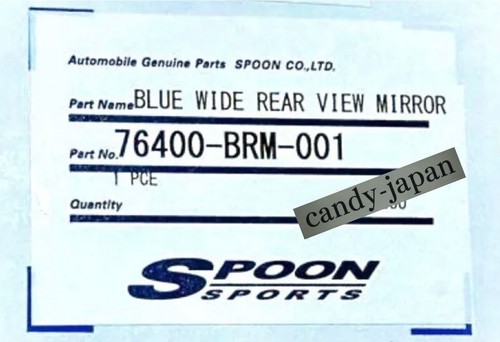 Automobile Genuine Parts SPOON CO.,LTD.
Part Name BLUE WIDE REAR VIEW MIRROR
Part No. 76400-BRM-001
1 PCE
Quantity
candy-japan
SPOON
SPORTS